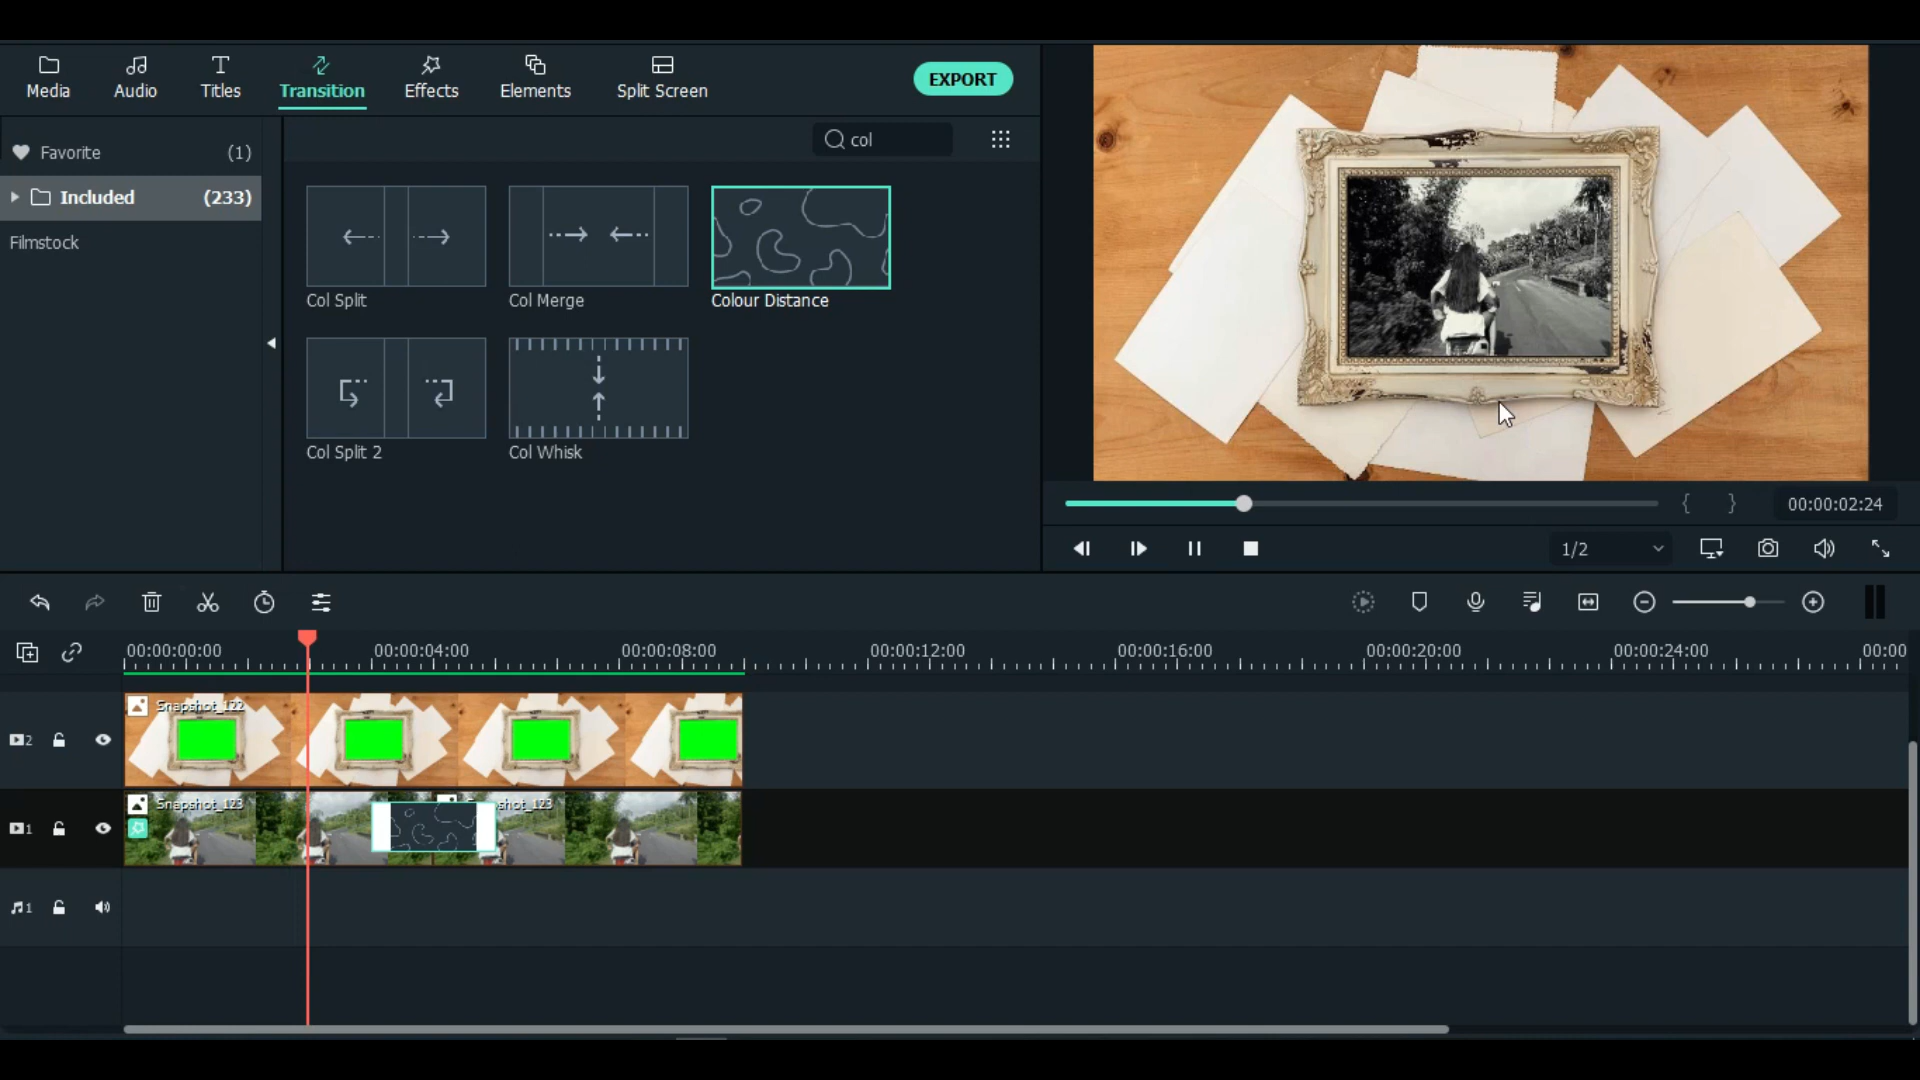 Media
Audio
Titles
Transition
Effects
Elements
Split Screen
EXPORT
Favorite (1)
Included (233)
Filmstock
col
Col Split
Col Merge
Colour Distance
Col Split 2
Col Whisk
{ } 00:00:02:24
1/2
00:00:00:00 00:00:04:00 00:00:08:00 00:00:12:00 00:00:16:00 00:00:20:00 00:00:24:00 00:00
Snapshot_122
2
Snapshot_123 shot_123
1
1